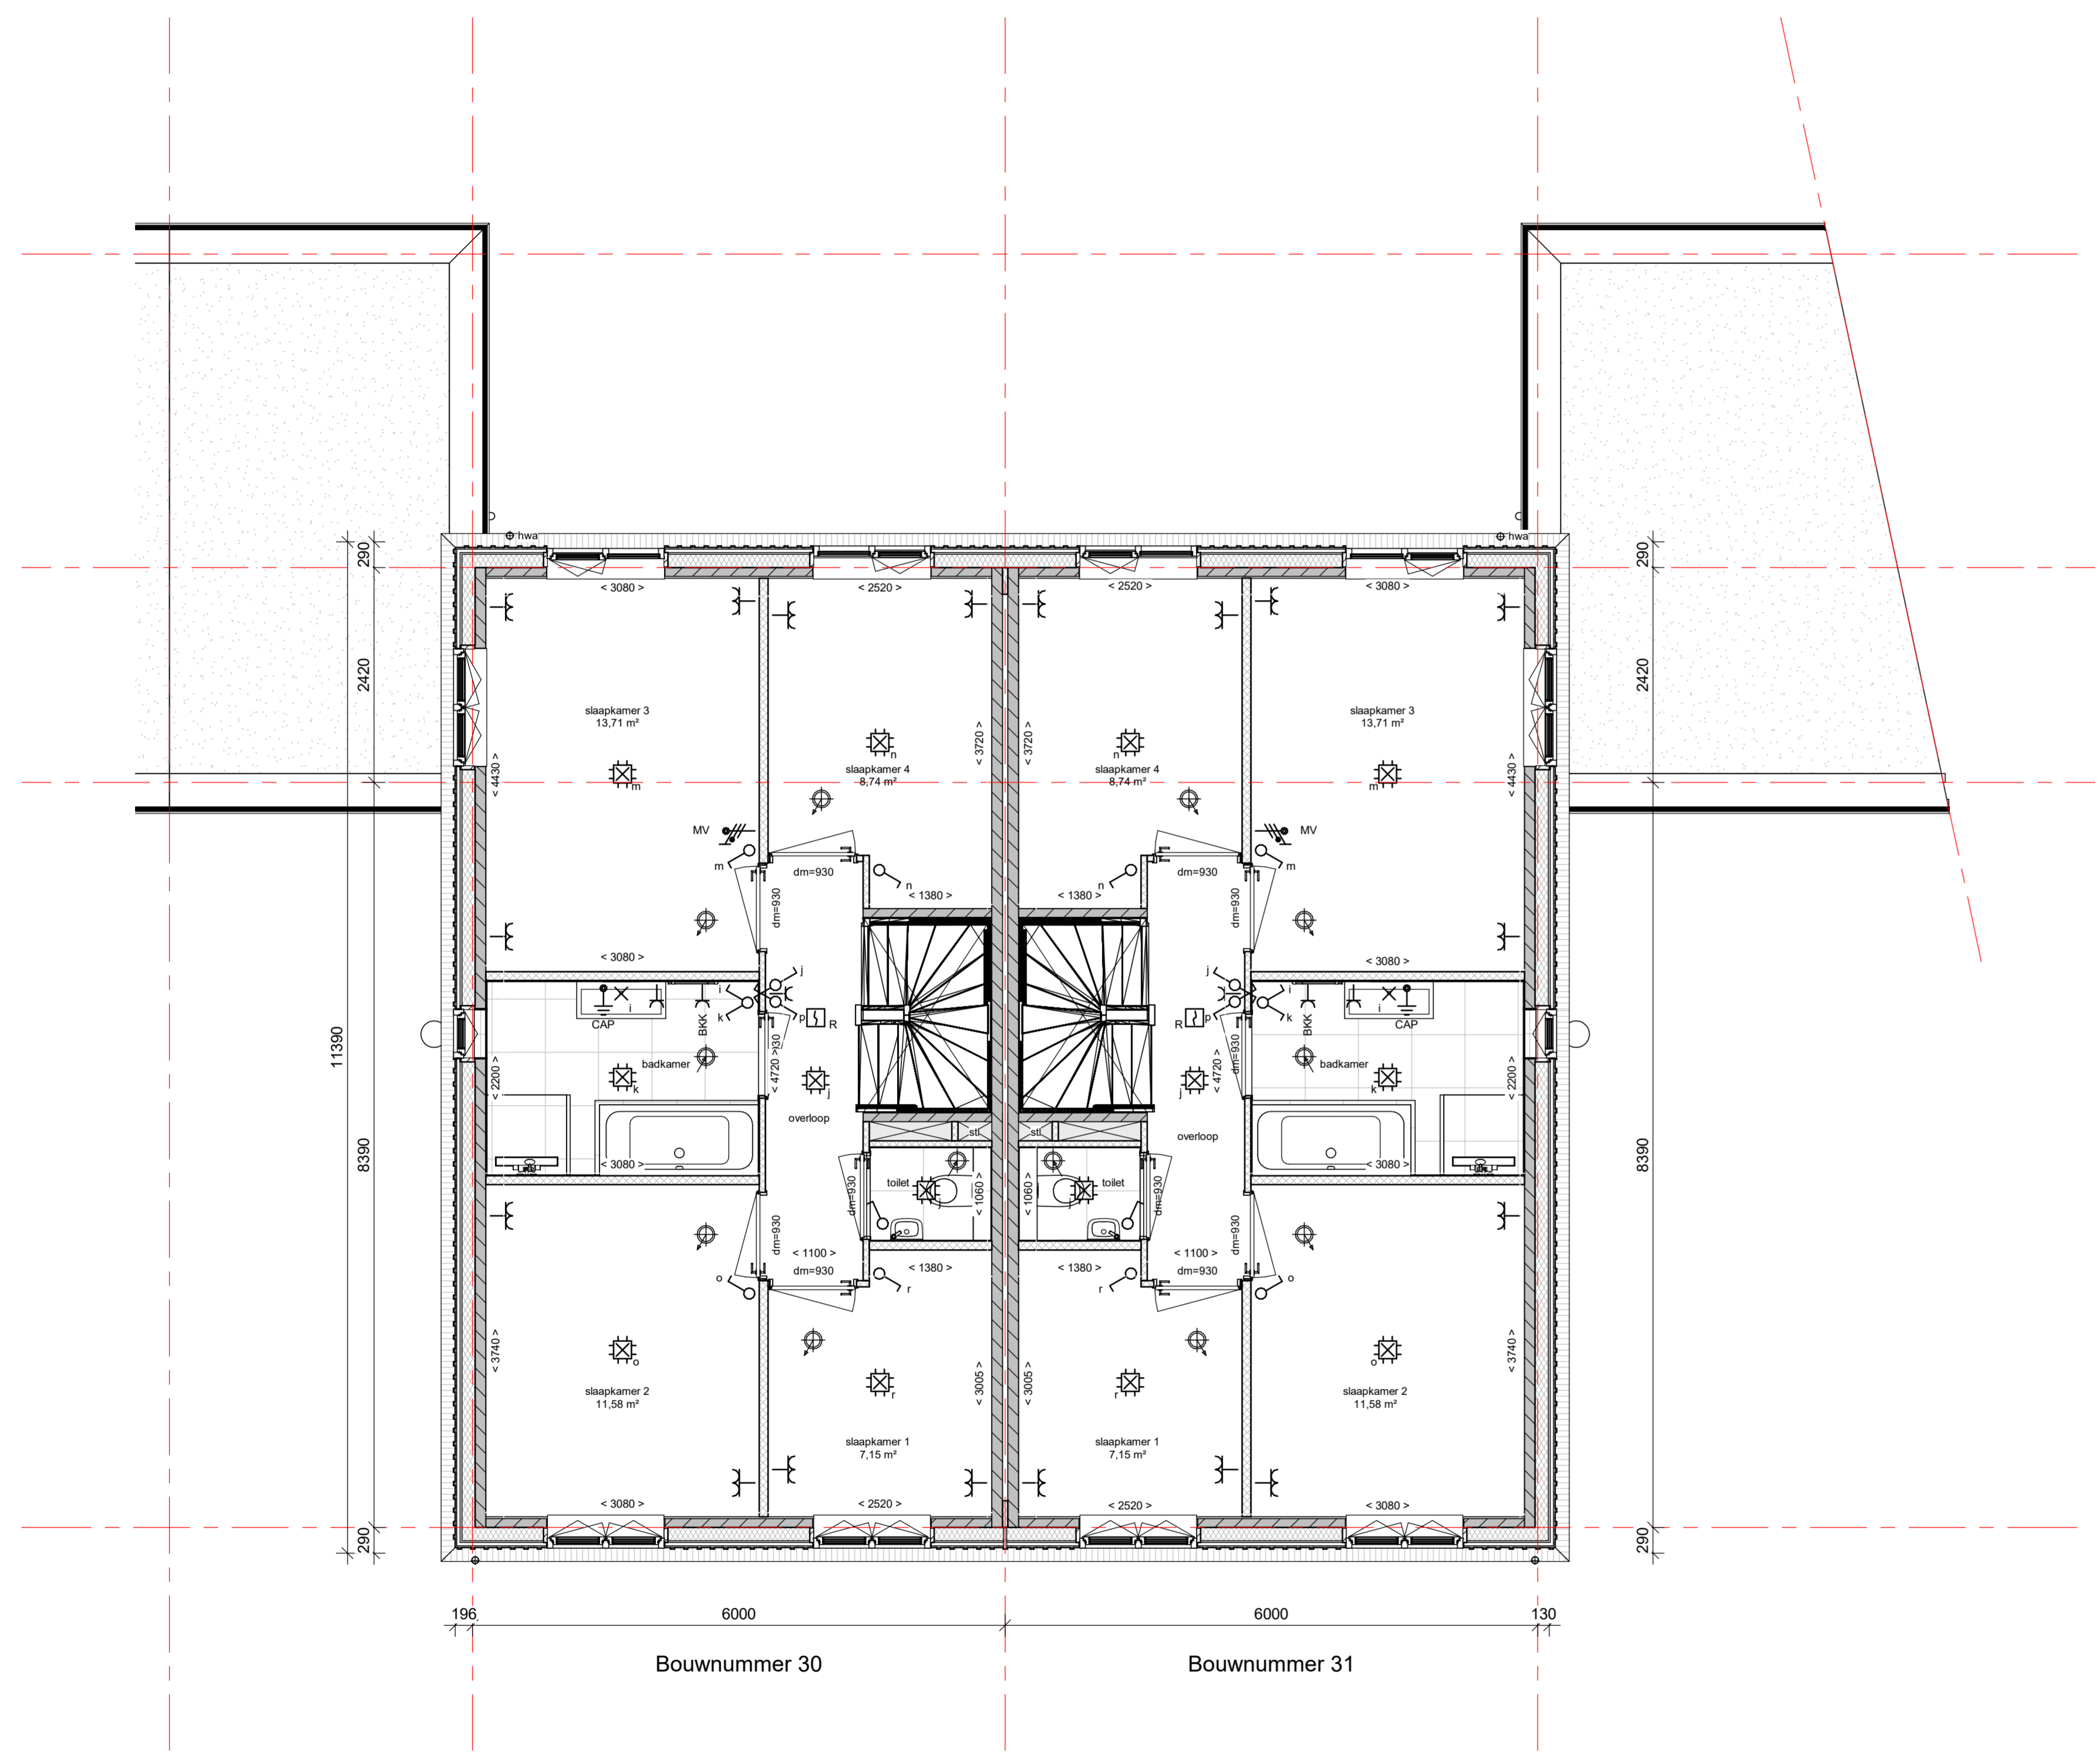 hwa
hwa
290
290
< 3080 >
< 2520 >
< 2520 >
< 3080 >
2420
2420
slaapkamer 3
13,71 m²
slaapkamer 3
13,71 m²
< 3720 >
< 3720 >
n
n
slaapkamer 4
8,74 m²
slaapkamer 4
8,74 m²
< 4430 >
< 4430 >
m
m
MV
MV
m
m
dm=930
dm=930
n
n
< 1380 >
< 1380 >
dm=930
dm=930
< 3080 >
< 3080 >
j
j
i
i
k
k
i
i
p
p
R
R
CAP
BKK
BKK
CAP
11390
badkamer
badkamer
< 2200 >
< 2200 >
k
k
< 4720 >
30
< 4720 >
dm=930
j
j
overloop
overloop
stl
stl
8390
8390
< 3080 >
< 3080 >
toilet
toilet
j
j
dm=930
< 1060 >
< 1060 >
dm=930
dm=930
dm=930
< 1100 >
< 1100 >
dm=930
dm=930
< 1380 >
< 1380 >
o
o
r
r
< 3740 >
< 3740 >
o
o
< 3005 >
< 3005 >
r
r
slaapkamer 2
11,58 m²
slaapkamer 2
11,58 m²
slaapkamer 1
7,15 m²
slaapkamer 1
7,15 m²
< 3080 >
< 2520 >
< 2520 >
< 3080 >
290
290
196
6000
6000
130
Bouwnummer 30
Bouwnummer 31